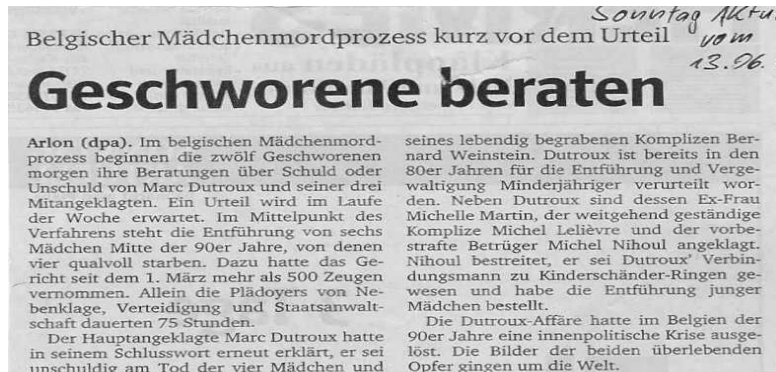 Sonntag Aktu
vom
13.06.
Belgischer Mädchenmordprozess kurz vor dem Urteil
Geschworene beraten
Arlon (dpa). Im belgischen Mädchenmord-
prozess beginnen die zwölf Geschworenen
morgen ihre Beratungen über Schuld oder
Unschuld von Marc Dutroux und seiner drei
Mitangeklagten. Ein Urteil wird im Laufe
der Woche erwartet. Im Mittelpunkt des
Verfahrens steht die Entführung von sechs
Mädchen Mitte der 90er Jahre, von denen
vier qualvoll starben. Dazu hatte das Ge-
richt seit dem 1. März mehr als 500 Zeugen
vernommen. Allein die Plädoyers von Ne-
benklage, Verteidigung und Staatsanwalt-
schaft dauerten 75 Stunden.
Der Hauptangeklagte Marc Dutroux hatte
in seinem Schlusswort erneut erklärt, er sei
unschuldig am Tod der vier Mädchen und
seines lebendig begrabenen Komplizen Ber-
nard Weinstein. Dutroux ist bereits in den
80er Jahren für die Entführung und Verge-
waltigung Minderjähriger verurteilt wor-
den. Neben Dutroux sind dessen Ex-Frau
Michelle Martin, der weitgehend geständige
Komplize Michel Lelièvre und der vorbe-
strafte Betrüger Michel Nihoul angeklagt.
Nihoul bestreitet, er sei Dutroux' Verbin-
dungsmann zu Kinderschänder-Ringen ge-
wesen und habe die Entführung junger
Mädchen bestellt.
Die Dutroux-Affäre hatte im Belgien der
90er Jahre eine innenpolitische Krise ausge-
löst. Die Bilder der beiden überlebenden
Opfer gingen um die Welt.